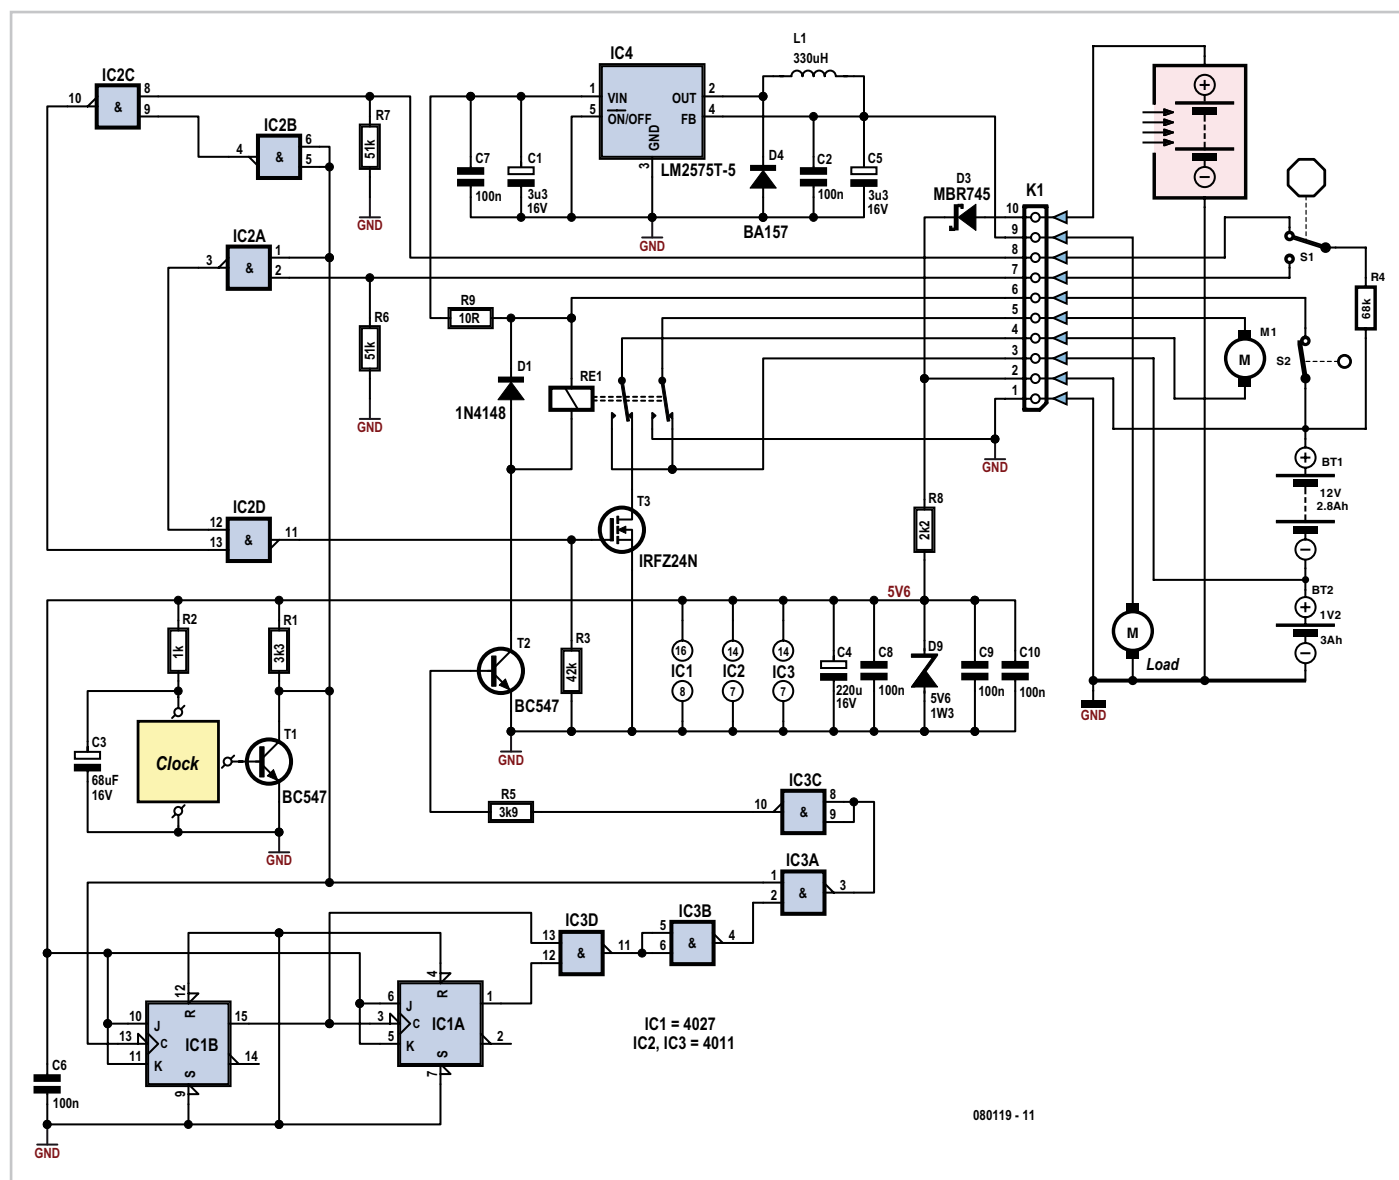 L1
330uH
IC4
IC2C
10
&
8
9
R7
51k
GND
IC2B
4
&
6
5
1
VIN
OUT
2
5
ON/OFF
FB
4
GND
3
LM2575T-5
C7
100n
C1
3u3
16V
D4
BA157
C2
100n
C5
3u3
16V
GND
D3
MBR745
K1
10
9
8
7
6
5
4
3
2
1
S1
R4
68k
IC2A
3
&
1
2
R6
51k
GND
R9
10R
D1
1N4148
RE1
M1
M
S2
GND
BT1
12V
2.8Ah
BT2
1V2
3Ah
IC2D
12
13
&
11
T3
IRFZ24N
R8
2k2
5V6
R2
1k
R1
3k3
T2
BC547
R3
42k
16
IC1
8
14
IC2
7
14
IC3
7
C4
220u
16V
C8
100n
D9
5V6
1W3
C9
100n
C10
100n
M
Load
GND
GND
C3
68uF
16V
Clock
T1
BC547
GND
R5
3k9
IC3C
10
&
8
9
IC3A
1
2
&
3
IC3D
13
12
&
11
IC3B
5
6
&
4
12
R
10
J
13
C
11
K
IC1B
S
9
15
14
4
R
6
J
3
C
5
K
IC1A
S
7
1
2
C6
100n
GND
IC1 = 4027
IC2, IC3 = 4011
080119 - 11